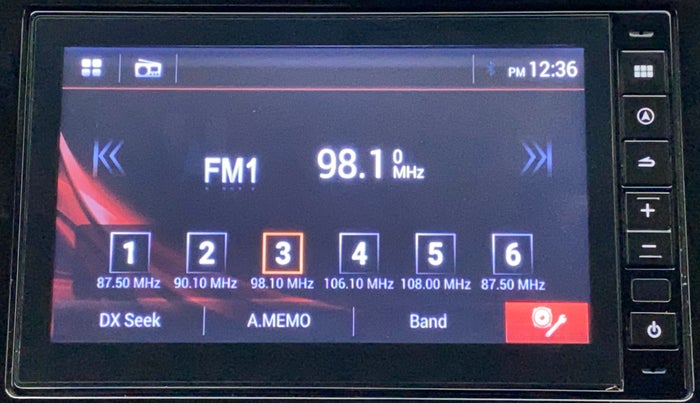 PM 12:36
FM1 98.10 MHz
1 2 3 4 5 6
87.50 MHz 90.10 MHz 98.10 MHz 106.10 MHz 108.00 MHz 87.50 MHz
DX Seek A.MEMO Band